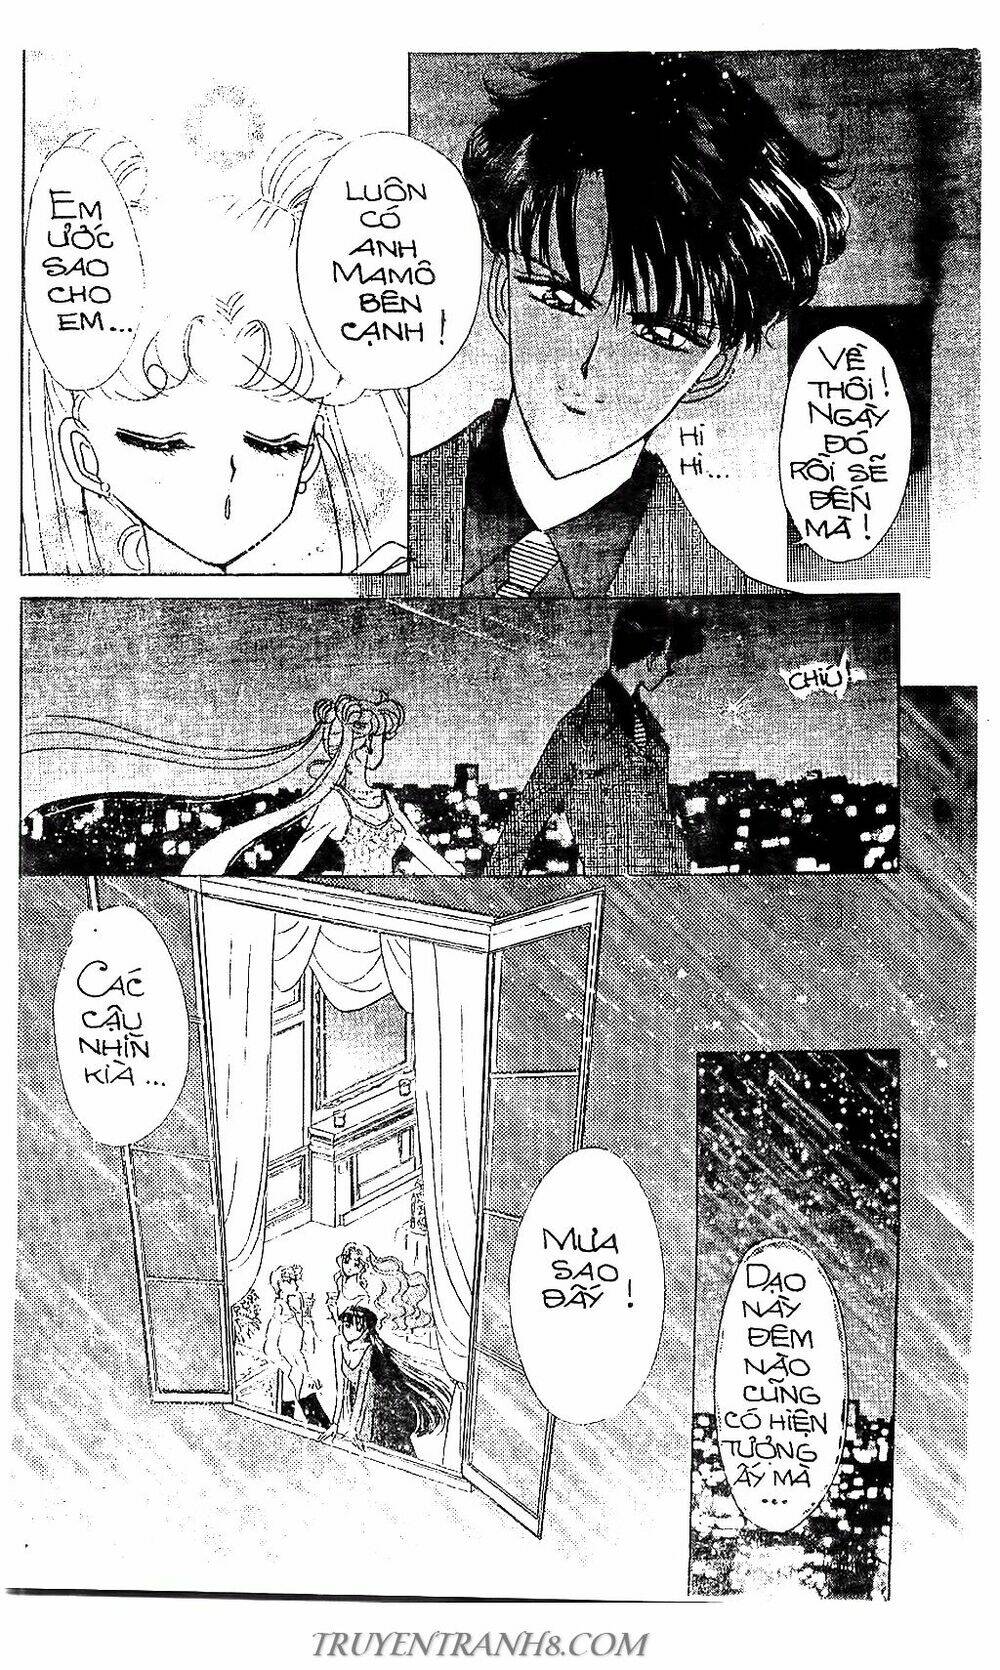 EM
ƯỚC
SAO
CHO
EM...
LUÔN
CÓ
ANH
MAMÔ
BÊN
CẠNH!
HI
HI...
VỀ
THÔI!
NGÀY
ĐÓ
RỒI SẼ
ĐẾN
MÀ!
CHÍU!
CÁC
CẬU
NHÌN
KÌA...
MƯA
SAO
ĐẤY!
DẠO
NÀY
ĐÊM
NÀO
CŨNG
CÓ HIỆN
TƯỢNG
ẤY MÀ
...
TRUYENTRANH8.COM